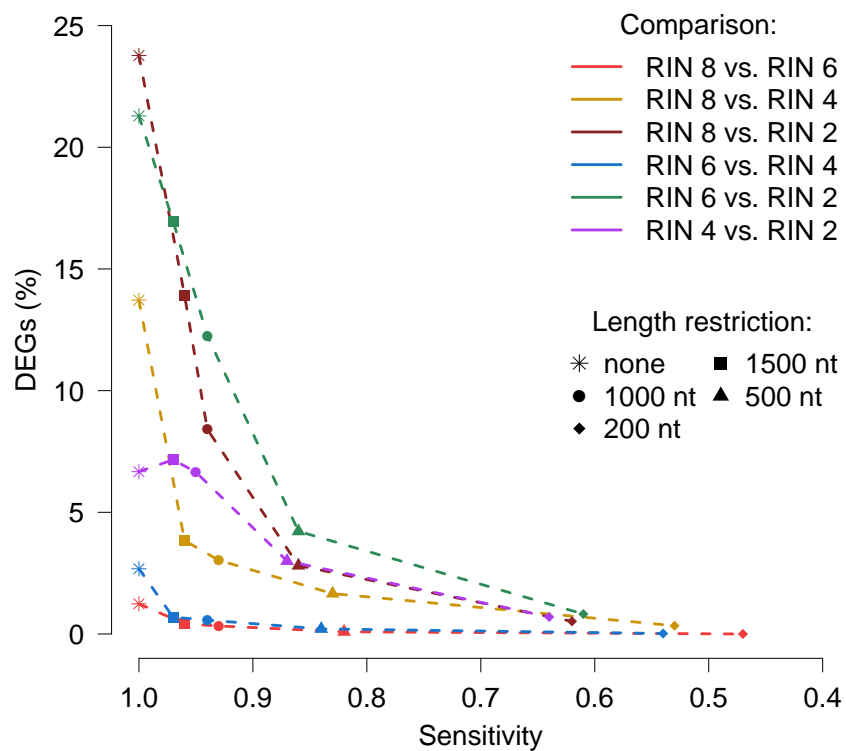 Comparison:
RIN 8 vs. RIN 6
RIN 8 vs. RIN 4
RIN 8 vs. RIN 2
RIN 6 vs. RIN 4
RIN 6 vs. RIN 2
RIN 4 vs. RIN 2
Length restriction:
none 1500 nt
1000 nt 500 nt
200 nt
DEGs (%)
25
20
15
10
5
0
1.0 0.9 0.8 0.7 0.6 0.5 0.4
Sensitivity